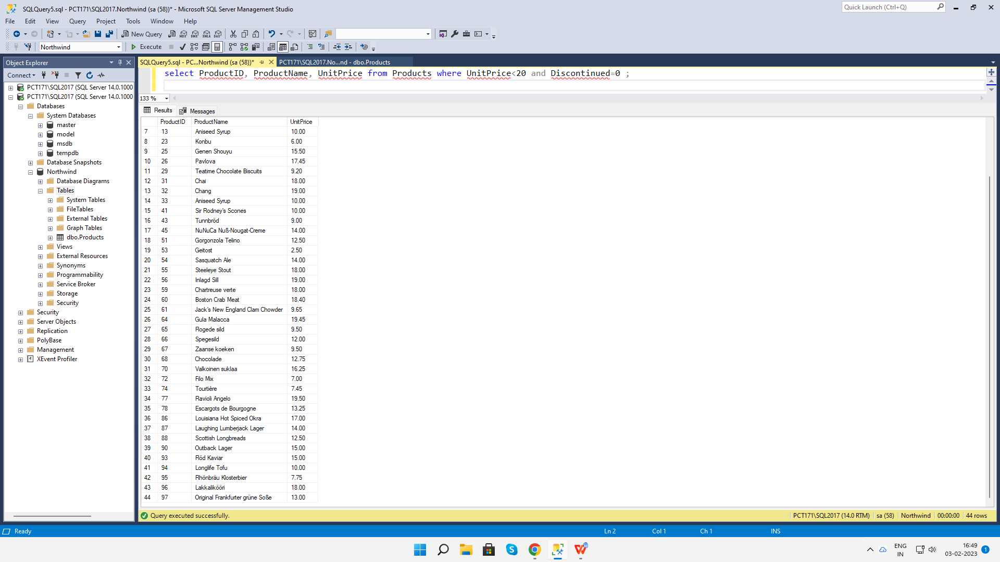 SQLQuery5.sql - PCT171\SQL2017.Northwind (sa (58))* - Microsoft SQL Server Management Studio
Quick Launch (Ctrl+Q)
File Edit View Query Project Tools Window Help
New Query
MDX DMX XMLA DAX
Northwind Execute
Object Explorer
Connect
PCT171\SQL2017 (SQL Server 14.0.1000
PCT171\SQL2017 (SQL Server 14.0.1000
Databases
System Databases
master
model
msdb
tempdb
Database Snapshots
Northwind
Database Diagrams
Tables
System Tables
FileTables
External Tables
Graph Tables
dbo.Products
Views
External Resources
Synonyms
Programmability
Service Broker
Storage
Security
Security
Server Objects
Replication
PolyBase
Management
XEvent Profiler
SQLQuery5.sql - PC...Northwind (sa (58))* PCT171\SQL2017.No...nd - dbo.Products
select ProductID, ProductName, UnitPrice from Products where UnitPrice<20 and Discontinued=0 ;
133 %
Results Messages
ProductID ProductName UnitPrice
7 13 Aniseed Syrup 10.00
8 23 Konbu 6.00
9 25 Genen Shouyu 15.50
10 26 Pavlova 17.45
11 29 Teatime Chocolate Biscuits 9.20
12 31 Chai 18.00
13 32 Chang 19.00
14 33 Aniseed Syrup 10.00
15 41 Sir Rodney's Scones 10.00
16 43 Tunnbröd 9.00
17 45 NuNuCa Nuß-Nougat-Creme 14.00
18 51 Gorgonzola Telino 12.50
19 53 Geitost 2.50
20 54 Sasquatch Ale 14.00
21 55 Steeleye Stout 18.00
22 56 Inlagd Sill 19.00
23 59 Chartreuse verte 18.00
24 60 Boston Crab Meat 18.40
25 61 Jack's New England Clam Chowder 9.65
26 64 Gula Malacca 19.45
27 65 Rogede sild 9.50
28 66 Spegesild 12.00
29 67 Zaanse koeken 9.50
30 68 Chocolade 12.75
31 70 Valkoinen suklaa 16.25
32 72 Filo Mix 7.00
33 74 Tourtière 7.45
34 77 Ravioli Angelo 19.50
35 78 Escargots de Bourgogne 13.25
36 86 Louisiana Hot Spiced Okra 17.00
37 87 Laughing Lumberjack Lager 14.00
38 88 Scottish Longbreads 12.50
39 90 Outback Lager 15.00
40 93 Röd Kaviar 15.00
41 94 Longlife Tofu 10.00
42 95 Rhönbräu Klosterbier 7.75
43 96 Lakkalikööri 18.00
44 97 Original Frankfurter grüne Soße 13.00
Query executed successfully. PCT171\SQL2017 (14.0 RTM) sa (58) Northwind 00:00:00 44 rows
Ready Ln 2 Col 1 Ch 1 INS
ENG
IN
16:49
03-02-2023
1